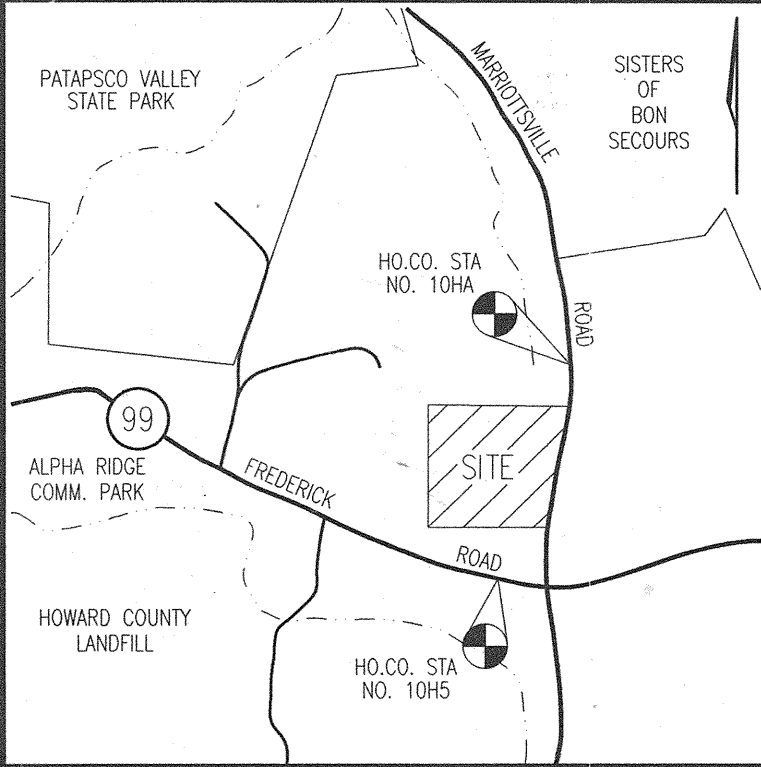 PATAPSCO VALLEY
STATE PARK
MARRIOTTSVILLE
SISTERS
OF
BON
SECOURS
HO.CO. STA
NO. 10HA
ROAD
99
SITE
ALPHA RIDGE
COMM. PARK
FREDERICK
ROAD
HOWARD COUNTY
LANDFILL
HO.CO. STA
NO. 10H5